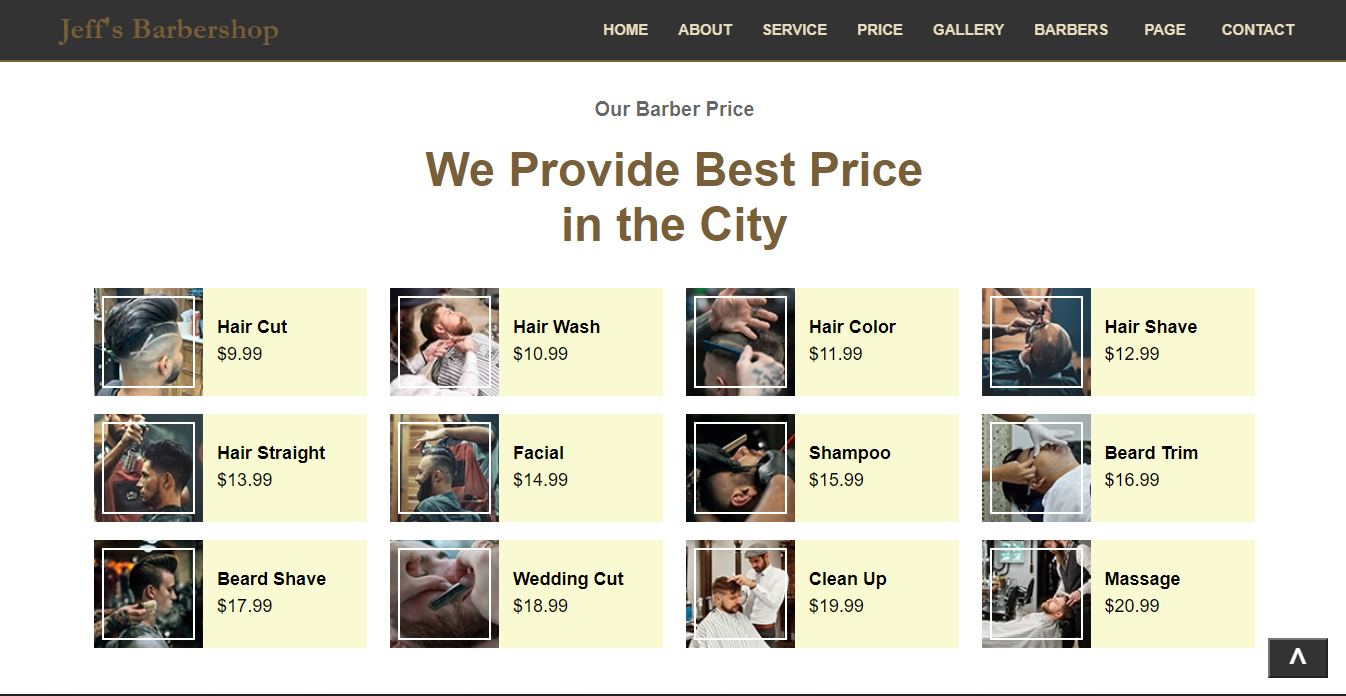 Jeff's Barbershop
HOME ABOUT SERVICE PRICE GALLERY BARBERS PAGE CONTACT
Our Barber Price
We Provide Best Price
in the City
Hair Cut
$9.99
Hair Wash
$10.99
Hair Color
$11.99
Hair Shave
$12.99
Hair Straight
$13.99
Facial
$14.99
Shampoo
$15.99
Beard Trim
$16.99
Beard Shave
$17.99
Wedding Cut
$18.99
Clean Up
$19.99
Massage
$20.99